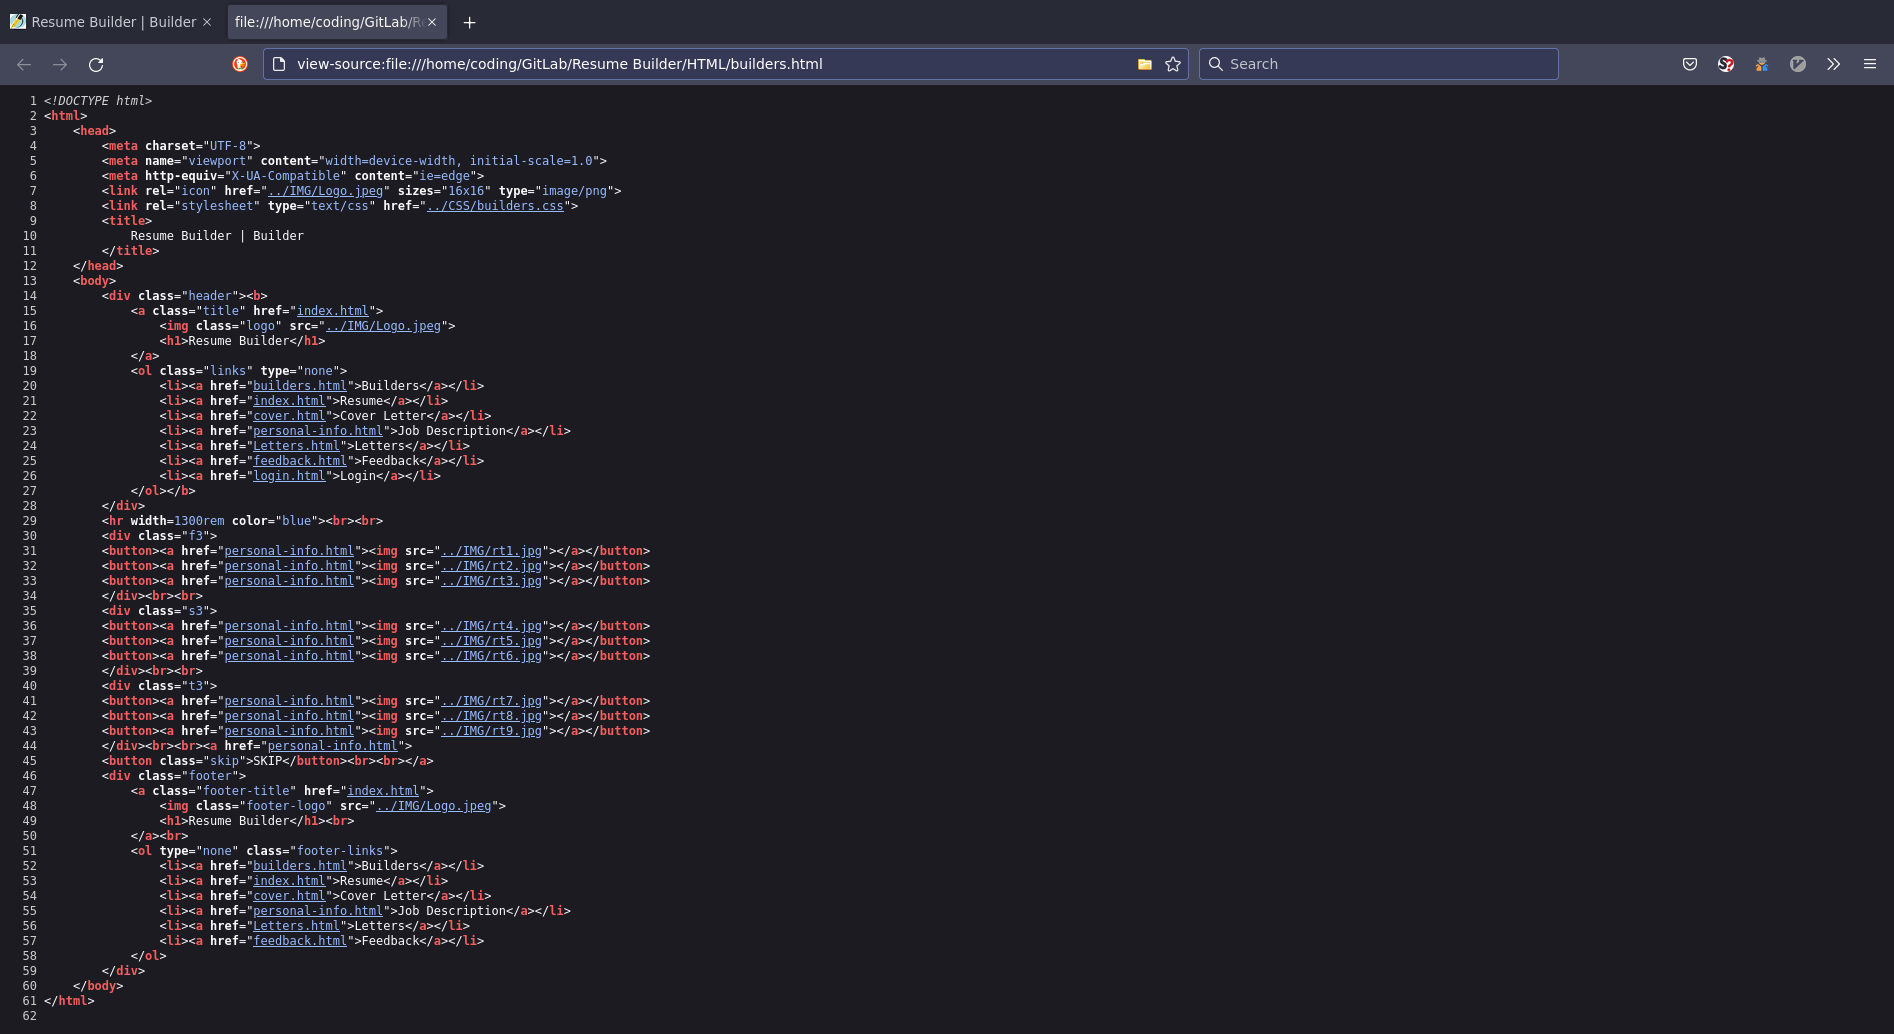 Resume Builder | Builder
file:///home/coding/GitLab/Re
view-source:file:///home/coding/GitLab/Resume Builder/HTML/builders.html
Search
1 <!DOCTYPE html>
2 <html>
3     <head>
4         <meta charset="UTF-8">
5         <meta name="viewport" content="width=device-width, initial-scale=1.0">
6         <meta http-equiv="X-UA-Compatible" content="ie=edge">
7         <link rel="icon" href="../IMG/Logo.jpeg" sizes="16x16" type="image/png">
8         <link rel="stylesheet" type="text/css" href="../CSS/builders.css">
9         <title>
10             Resume Builder | Builder
11         </title>
12     </head>
13     <body>
14         <div class="header"><b>
15             <a class="title" href="index.html">
16                 <img class="logo" src="../IMG/Logo.jpeg">
17                 <h1>Resume Builder</h1>
18             </a>
19             <ol class="links" type="none">
20                 <li><a href="builders.html">Builders</a></li>
21                 <li><a href="index.html">Resume</a></li>
22                 <li><a href="cover.html">Cover Letter</a></li>
23                 <li><a href="personal-info.html">Job Description</a></li>
24                 <li><a href="Letters.html">Letters</a></li>
25                 <li><a href="feedback.html">Feedback</a></li>
26                 <li><a href="login.html">Login</a></li>
27             </ol></b>
28         </div>
29         <hr width=1300rem color="blue"><br><br>
30         <div class="f3">
31         <button><a href="personal-info.html"><img src="../IMG/rt1.jpg"></a></button>
32         <button><a href="personal-info.html"><img src="../IMG/rt2.jpg"></a></button>
33         <button><a href="personal-info.html"><img src="../IMG/rt3.jpg"></a></button>
34         </div><br><br>
35         <div class="s3">
36         <button><a href="personal-info.html"><img src="../IMG/rt4.jpg"></a></button>
37         <button><a href="personal-info.html"><img src="../IMG/rt5.jpg"></a></button>
38         <button><a href="personal-info.html"><img src="../IMG/rt6.jpg"></a></button>
39         </div><br><br>
40         <div class="t3">
41         <button><a href="personal-info.html"><img src="../IMG/rt7.jpg"></a></button>
42         <button><a href="personal-info.html"><img src="../IMG/rt8.jpg"></a></button>
43         <button><a href="personal-info.html"><img src="../IMG/rt9.jpg"></a></button>
44         </div><br><br><a href="personal-info.html">
45         <button class="skip">SKIP</button><br><br></a>
46         <div class="footer">
47             <a class="footer-title" href="index.html">
48                 <img class="footer-logo" src="../IMG/Logo.jpeg">
49                 <h1>Resume Builder</h1><br>
50             </a><br>
51             <ol type="none" class="footer-links">
52                 <li><a href="builders.html">Builders</a></li>
53                 <li><a href="index.html">Resume</a></li>
54                 <li><a href="cover.html">Cover Letter</a></li>
55                 <li><a href="personal-info.html">Job Description</a></li>
56                 <li><a href="Letters.html">Letters</a></li>
57                 <li><a href="feedback.html">Feedback</a></li>
58             </ol>
59         </div>
60     </body>
61 </html>
62